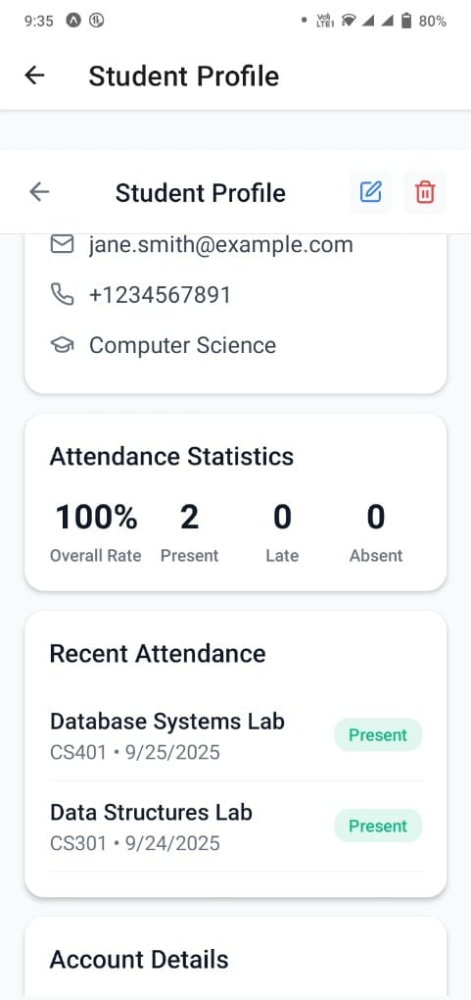 9:35 80%
Student Profile
Student Profile
jane.smith@example.com
+1234567891
Computer Science
Attendance Statistics
100% 2 0 0
Overall Rate Present Late Absent
Recent Attendance
Database Systems Lab
Present
CS401 • 9/25/2025
Data Structures Lab
Present
CS301 • 9/24/2025
Account Details